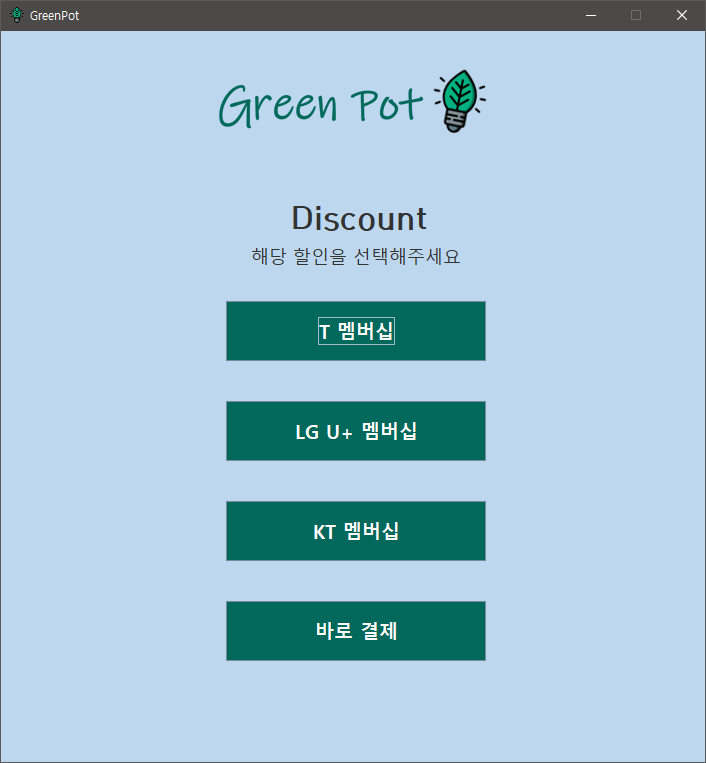 GreenPot
Green Pot
Discount
해당 할인을 선택해주세요
T 멤버십
LG U+ 멤버십
KT 멤버십
바로 결제